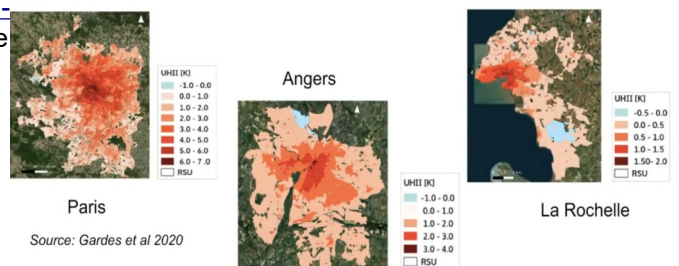 -
e
UHII [K]
-1.0 - 0.0
0.0 - 1.0
1.0 - 2.0
2.0 - 3.0
3.0 - 4.0
4.0 - 5.0
5.0 - 6.0
6.0 - 7.0
RSU
Paris
Source: Gardes et al 2020
Angers
UHII [K]
-1.0 - 0.0
0.0 - 1.0
1.0 - 2.0
2.0 - 3.0
3.0 - 4.0
RSU
UHII [K]
-0.5 - 0.0
0.0 - 0.5
0.5 - 1.0
1.0 - 1.5
1.50- 2.0
RSU
La Rochelle